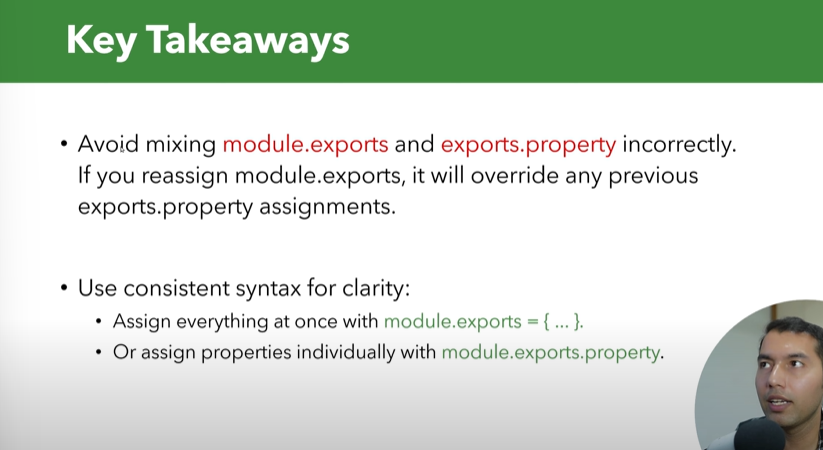 Key Takeaways
• Avoid mixing module.exports and exports.property incorrectly.
If you reassign module.exports, it will override any previous
exports.property assignments.
• Use consistent syntax for clarity:
• Assign everything at once with module.exports = { ... }.
• Or assign properties individually with module.exports.property.